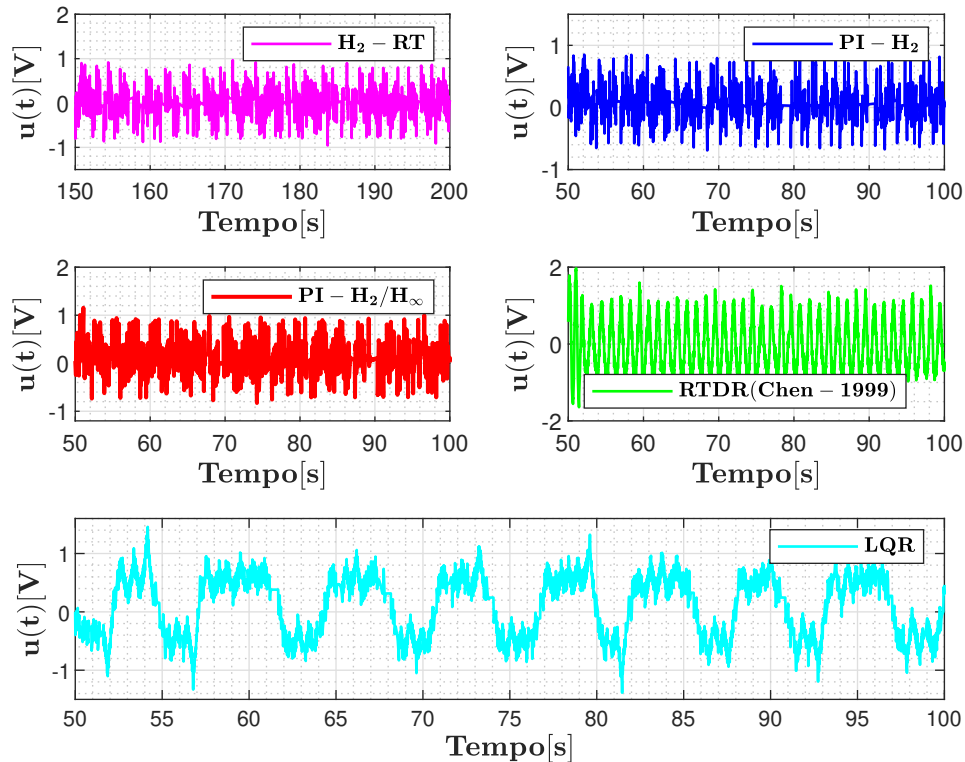 u(t)[V]
2
1
0
-1
H₂ − RT
150 160 170 180 190 200
Tempo[s]
u(t)[V]
1
0
-1
PI − H₂
50 60 70 80 90 100
Tempo[s]
u(t)[V]
2
1
0
-1
PI − H₂/H∞
50 60 70 80 90 100
Tempo[s]
u(t)[V]
2
0
-2
RTDR(Chen − 1999)
50 60 70 80 90 100
Tempo[s]
u(t)[V]
1
0
-1
LQR
50 55 60 65 70 75 80 85 90 95 100
Tempo[s]